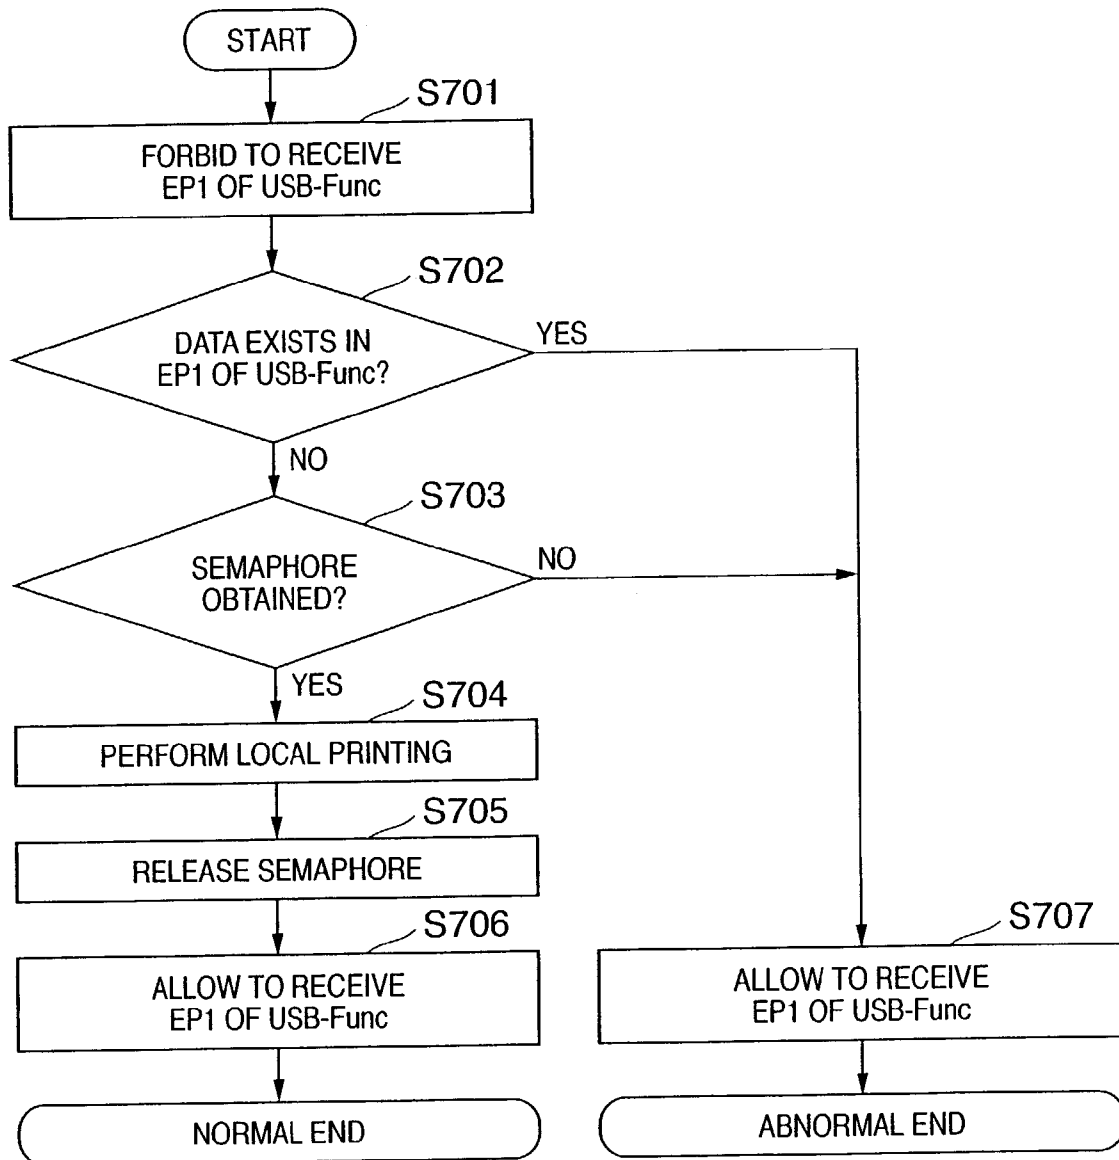 START
S701
FORBID TO RECEIVE
EP1 OF USB-Func
S702
DATA EXISTS IN
EP1 OF USB-Func?
YES
NO
S703
SEMAPHORE
OBTAINED?
NO
YES
S704
PERFORM LOCAL PRINTING
S705
RELEASE SEMAPHORE
S706
ALLOW TO RECEIVE
EP1 OF USB-Func
NORMAL END
S707
ALLOW TO RECEIVE
EP1 OF USB-Func
ABNORMAL END